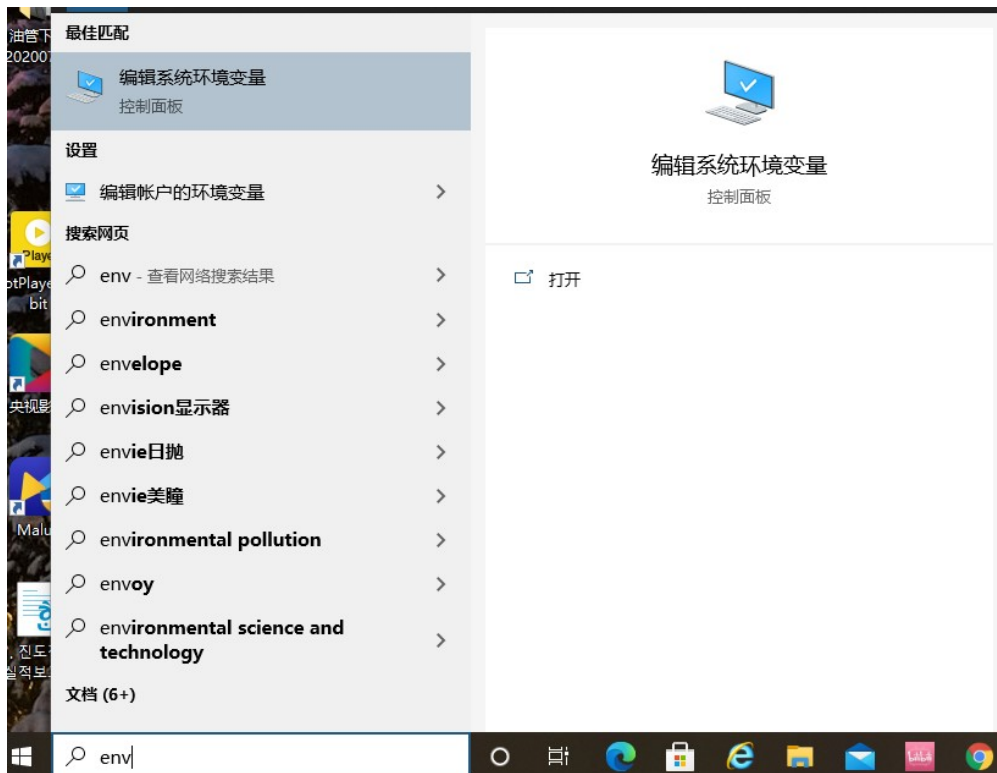 油管下
202007
最佳匹配
编辑系统环境变量
控制面板
设置
编辑帐户的环境变量
搜索网页
env - 查看网络搜索结果
environment
envelope
envision显示器
envie日抛
envie美瞳
environmental pollution
envoy
environmental science and
technology
文档 (6+)
env
编辑系统环境变量
控制面板
打开
Playe
otPlaye
bit
央视影
Malu
진도
실적보
bilibili